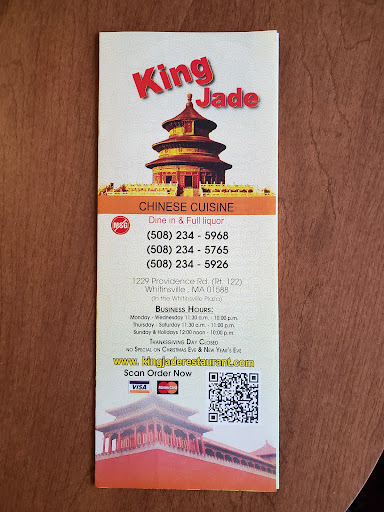 King
Jade
CHINESE CUISINE
MSG
Dine in & Full liquor
(508) 234 - 5968
(508) 234 - 5765
(508) 234 - 5926
1229 Providence Rd. (Rt. 122)
Whitinsville, MA 01588
(In the Whitinsville Plaza)
BUSINESS HOURS:
Monday - Wednesday 11:30 a.m. - 10:00 p.m.
Thursday - Saturday 11:30 a.m. - 11:00 p.m.
Sunday & Holidays 12:00 noon - 10:00 p.m.
THANKSGIVING DAY CLOSED
NO SPECIAL ON CHRISTMAS EVE & NEW YEAR'S EVE
www.kingjaderestaurant.com
Scan Order Now
VISA
MasterCard